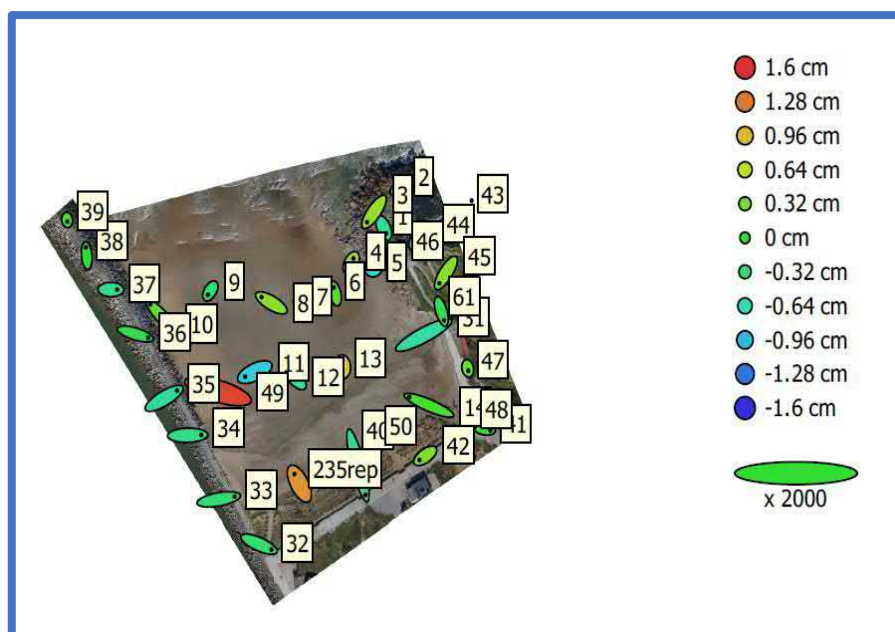 1.6 cm
1.28 cm
0.96 cm
0.64 cm
0.32 cm
0 cm
-0.32 cm
-0.64 cm
-0.96 cm
-1.28 cm
-1.6 cm
x 2000
2
3
43
39
1
44
38
46
4
5
45
37
9
6
7
8
61
10
36
31
13
47
11
12
35
49
14
48
34
40
50
41
42
235rep
33
32